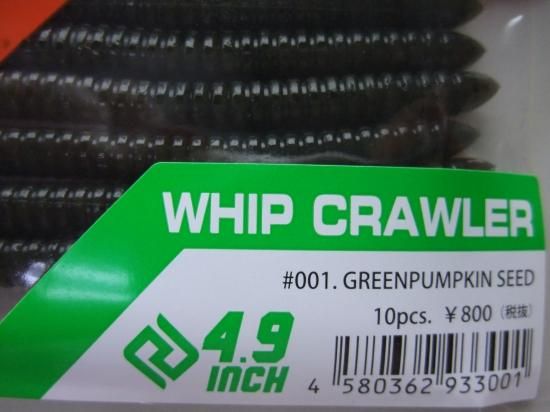 WHIP CRAWLER
#001. GREENPUMPKIN SEED
10pcs. ¥800 (税抜)
4.9
INCH
4 580362 933001